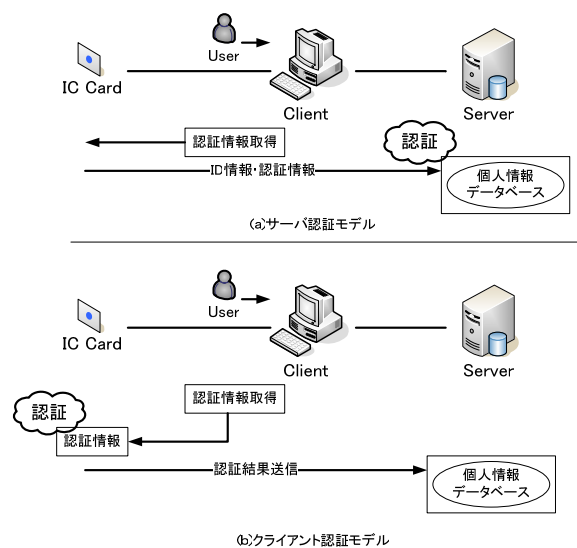 User
IC Card
Client
Server
認証情報取得
認証
ID情報・認証情報
個人情報
データベース
(a)サーバ認証モデル
User
IC Card
Client
Server
認証
認証情報取得
認証情報
認証結果送信
個人情報
データベース
(b)クライアント認証モデル